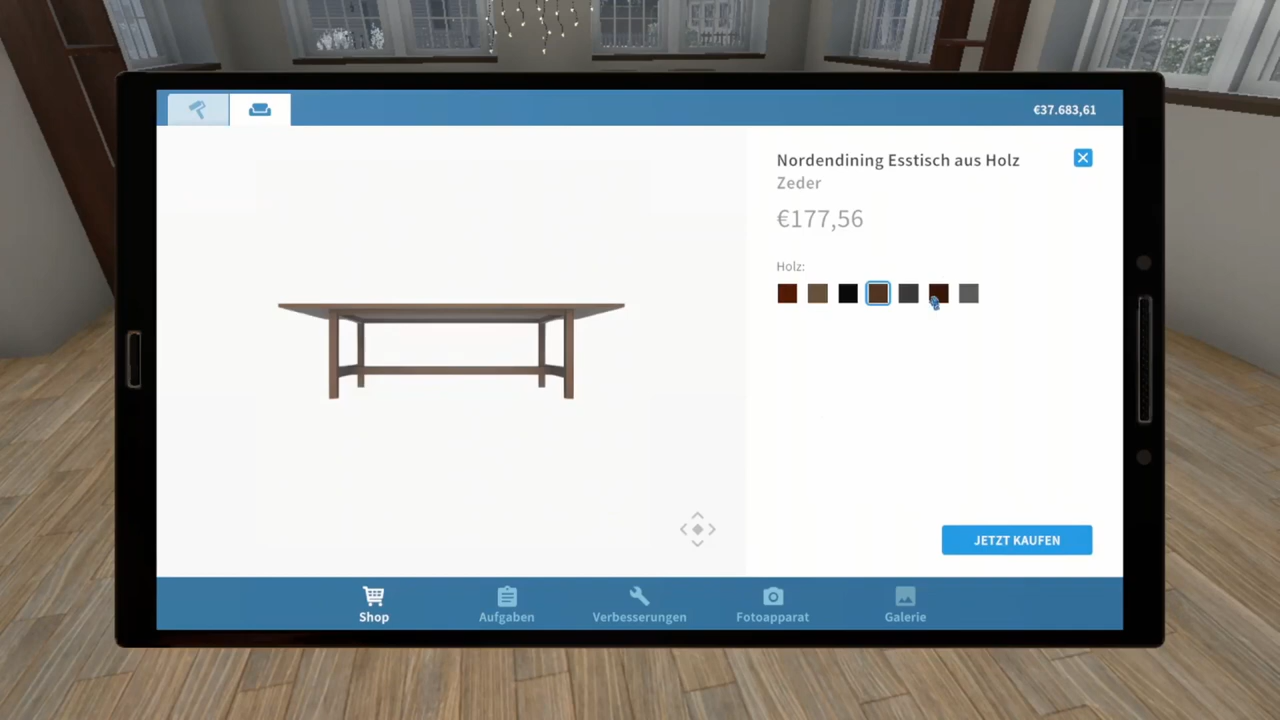 €37.683,61
Nordendining Esstisch aus Holz
Zeder
€177,56
Holz:
JETZT KAUFEN
Shop
Aufgaben
Verbesserungen
Fotoapparat
Galerie